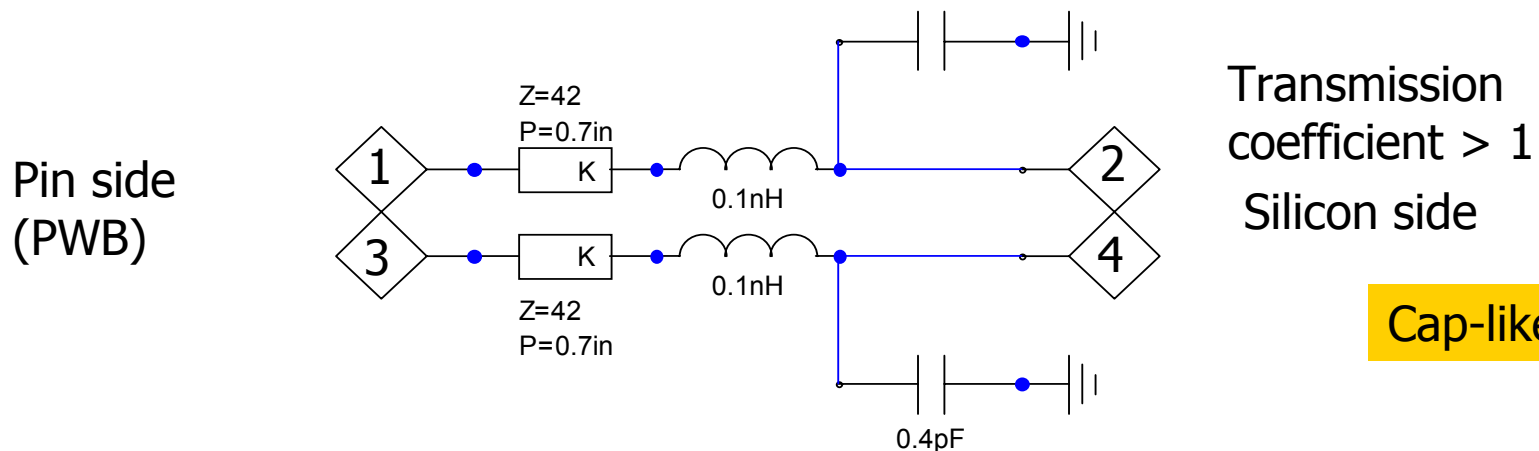 Pin side
(PWB)
Z=42
P=0.7in
1
K
0.1nH
2
3
K
0.1nH
4
Z=42
P=0.7in
0.4pF
Transmission
coefficient > 1
Silicon side
Cap-like